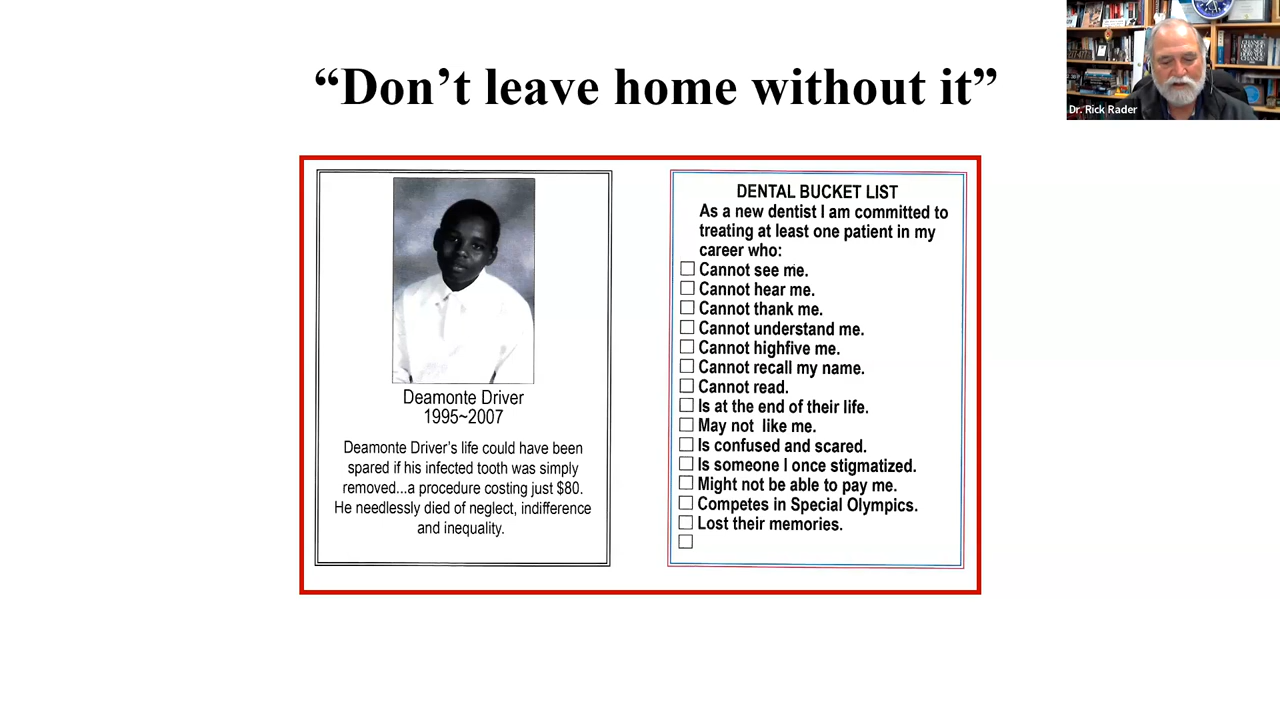 “Don’t leave home without it”
Dr. Rick Rader
Deamonte Driver
1995~2007
Deamonte Driver’s life could have been
spared if his infected tooth was simply
removed...a procedure costing just $80.
He needlessly died of neglect, indifference
and inequality.
DENTAL BUCKET LIST
As a new dentist I am committed to
treating at least one patient in my
career who:
Cannot see me.
Cannot hear me.
Cannot thank me.
Cannot understand me.
Cannot highfive me.
Cannot recall my name.
Cannot read.
Is at the end of their life.
May not like me.
Is confused and scared.
Is someone I once stigmatized.
Might not be able to pay me.
Competes in Special Olympics.
Lost their memories.